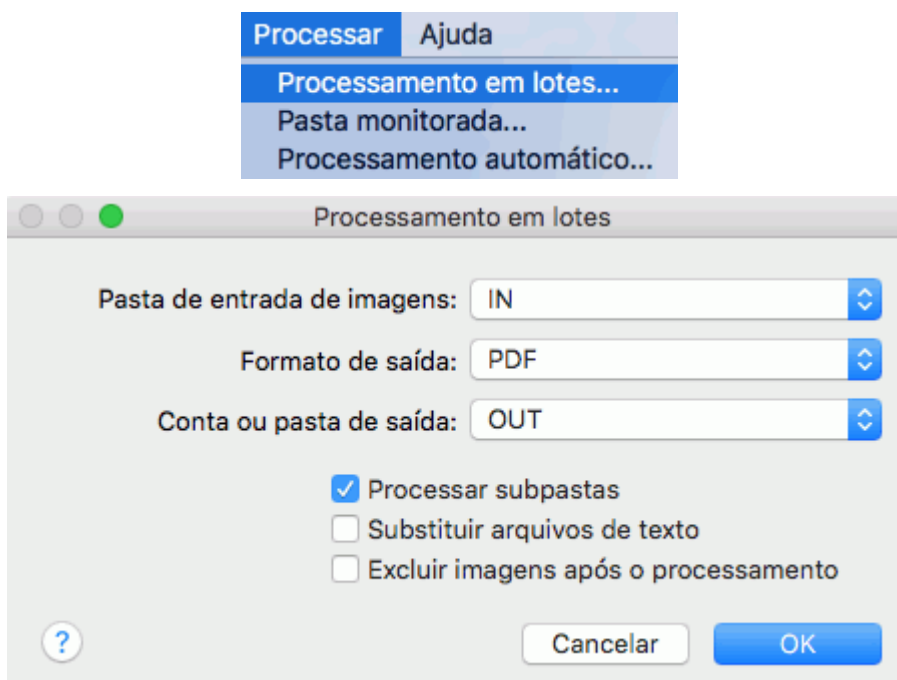 Processar Ajuda
Processamento em lotes...
Pasta monitorada...
Processamento automático...
Processamento em lotes
Pasta de entrada de imagens: IN
Formato de saída: PDF
Conta ou pasta de saída: OUT
Processar subpastas
Substituir arquivos de texto
Excluir imagens após o processamento
? Cancelar OK